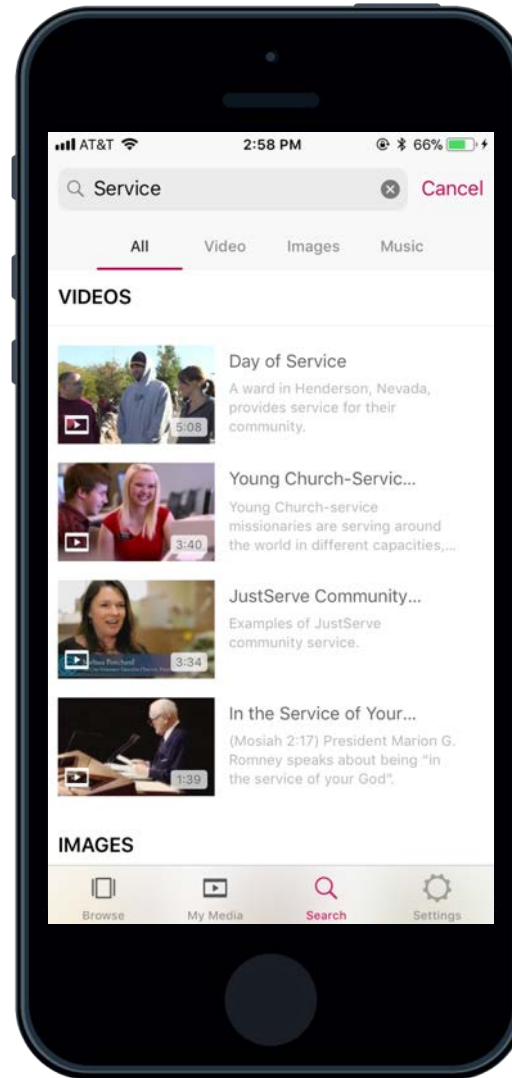 AT&T 2:58 PM 66%
Service Cancel
All Video Images Music
VIDEOS
Day of Service
A ward in Henderson, Nevada,
provides service for their
community.
5:08
Young Church-Servic...
Young Church-service
missionaries are serving around
the world in different capacities,...
3:40
JustServe Community...
Examples of JustServe
community service.
3:34
In the Service of Your...
(Mosiah 2:17) President Marion G.
Romney speaks about being "in
the service of your God".
1:39
IMAGES
Browse My Media Search Settings